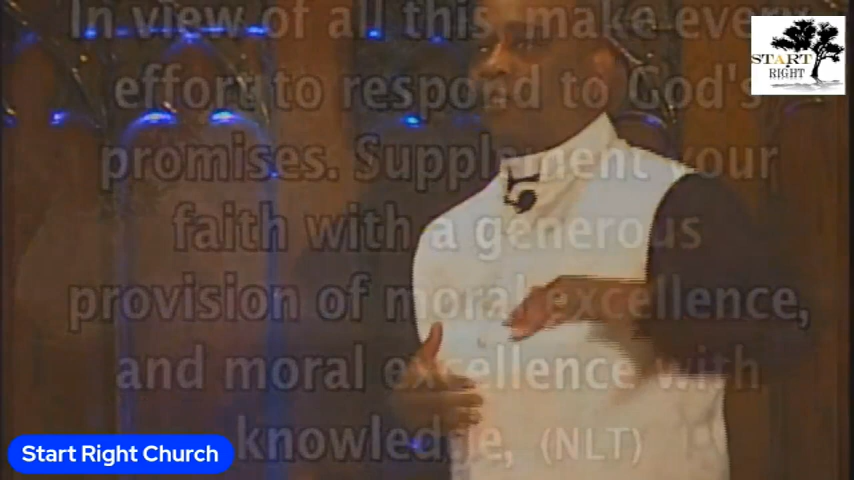 In view of all this, make every
effort to respond to God's
promises. Supplement your
faith with a generous
provision of moral excellence,
and moral excellence with
knowledge, (NLT)
START
RIGHT
Start Right Church